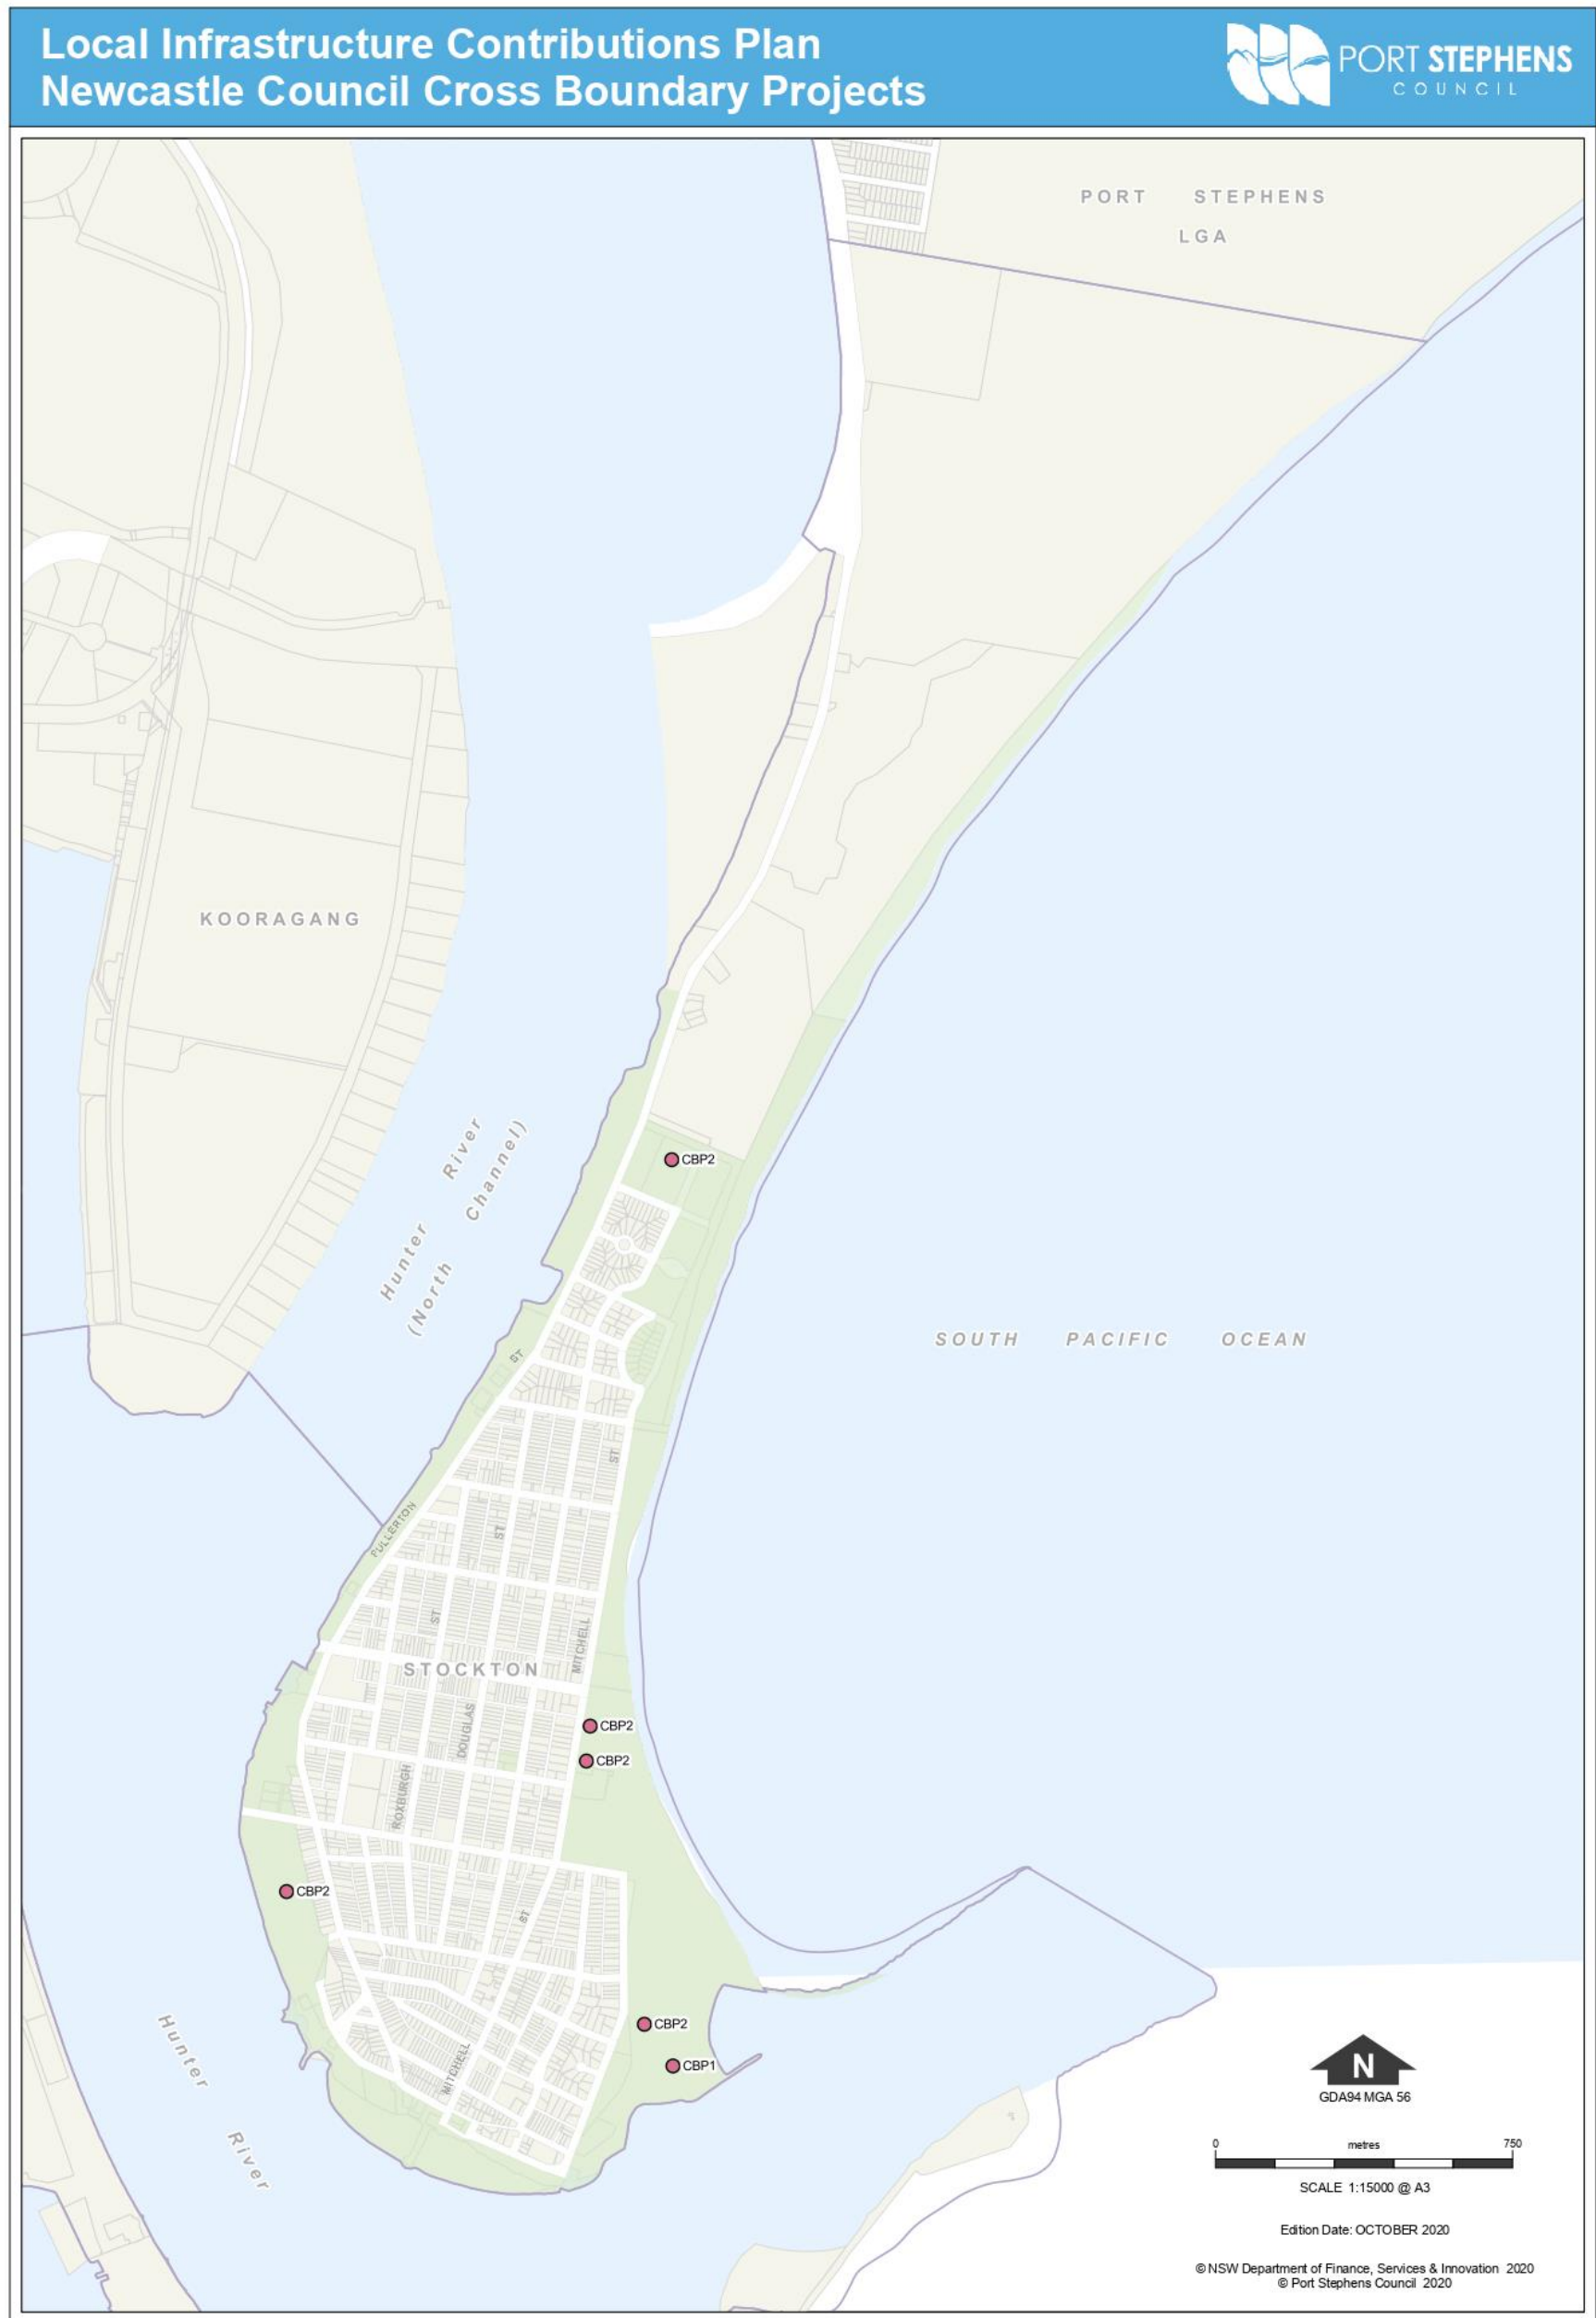 Local Infrastructure Contributions Plan
Newcastle Council Cross Boundary Projects
PORT STEPHENS
COUNCIL
PORT STEPHENS
LGA
KOORAGANG
Hunter River
(North Channel)
CBP2
SOUTH PACIFIC OCEAN
ST
ST
FULLERTON
ST
ST
MITCHELL
STOCKTON
DOUGLAS
CBP2
CBP2
ROXBURGH
CBP2
ST
CBP2
CBP1
MITCHELL
Hunter River
N
GDA94 MGA 56
0 metres 750
SCALE 1:15000 @ A3
Edition Date: OCTOBER 2020
© NSW Department of Finance, Services & Innovation 2020
© Port Stephens Council 2020